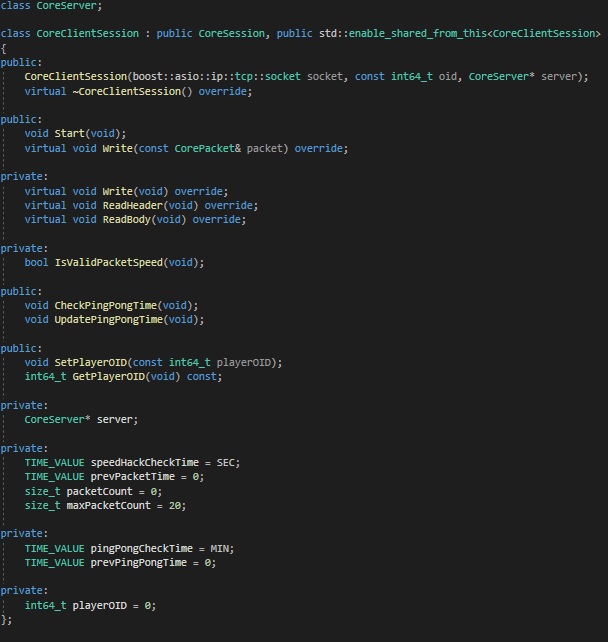 class CoreServer;
class CoreClientSession : public CoreSession, public std::enable_shared_from_this<CoreClientSession>
{
public:
CoreClientSession(boost::asio::ip::tcp::socket socket, const int64_t oid, CoreServer* server);
virtual ~CoreClientSession() override;
public:
void Start(void);
virtual void Write(const CorePacket& packet) override;
private:
virtual void Write(void) override;
virtual void ReadHeader(void) override;
virtual void ReadBody(void) override;
private:
bool IsValidPacketSpeed(void);
public:
void CheckPingPongTime(void);
void UpdatePingPongTime(void);
public:
void SetPlayerOID(const int64_t playerOID);
int64_t GetPlayerOID(void) const;
private:
CoreServer* server;
private:
TIME_VALUE speedHackCheckTime = SEC;
TIME_VALUE prevPacketTime = 0;
size_t packetCount = 0;
size_t maxPacketCount = 20;
private:
TIME_VALUE pingPongCheckTime = MIN;
TIME_VALUE prevPingPongTime = 0;
private:
int64_t playerOID = 0;
};